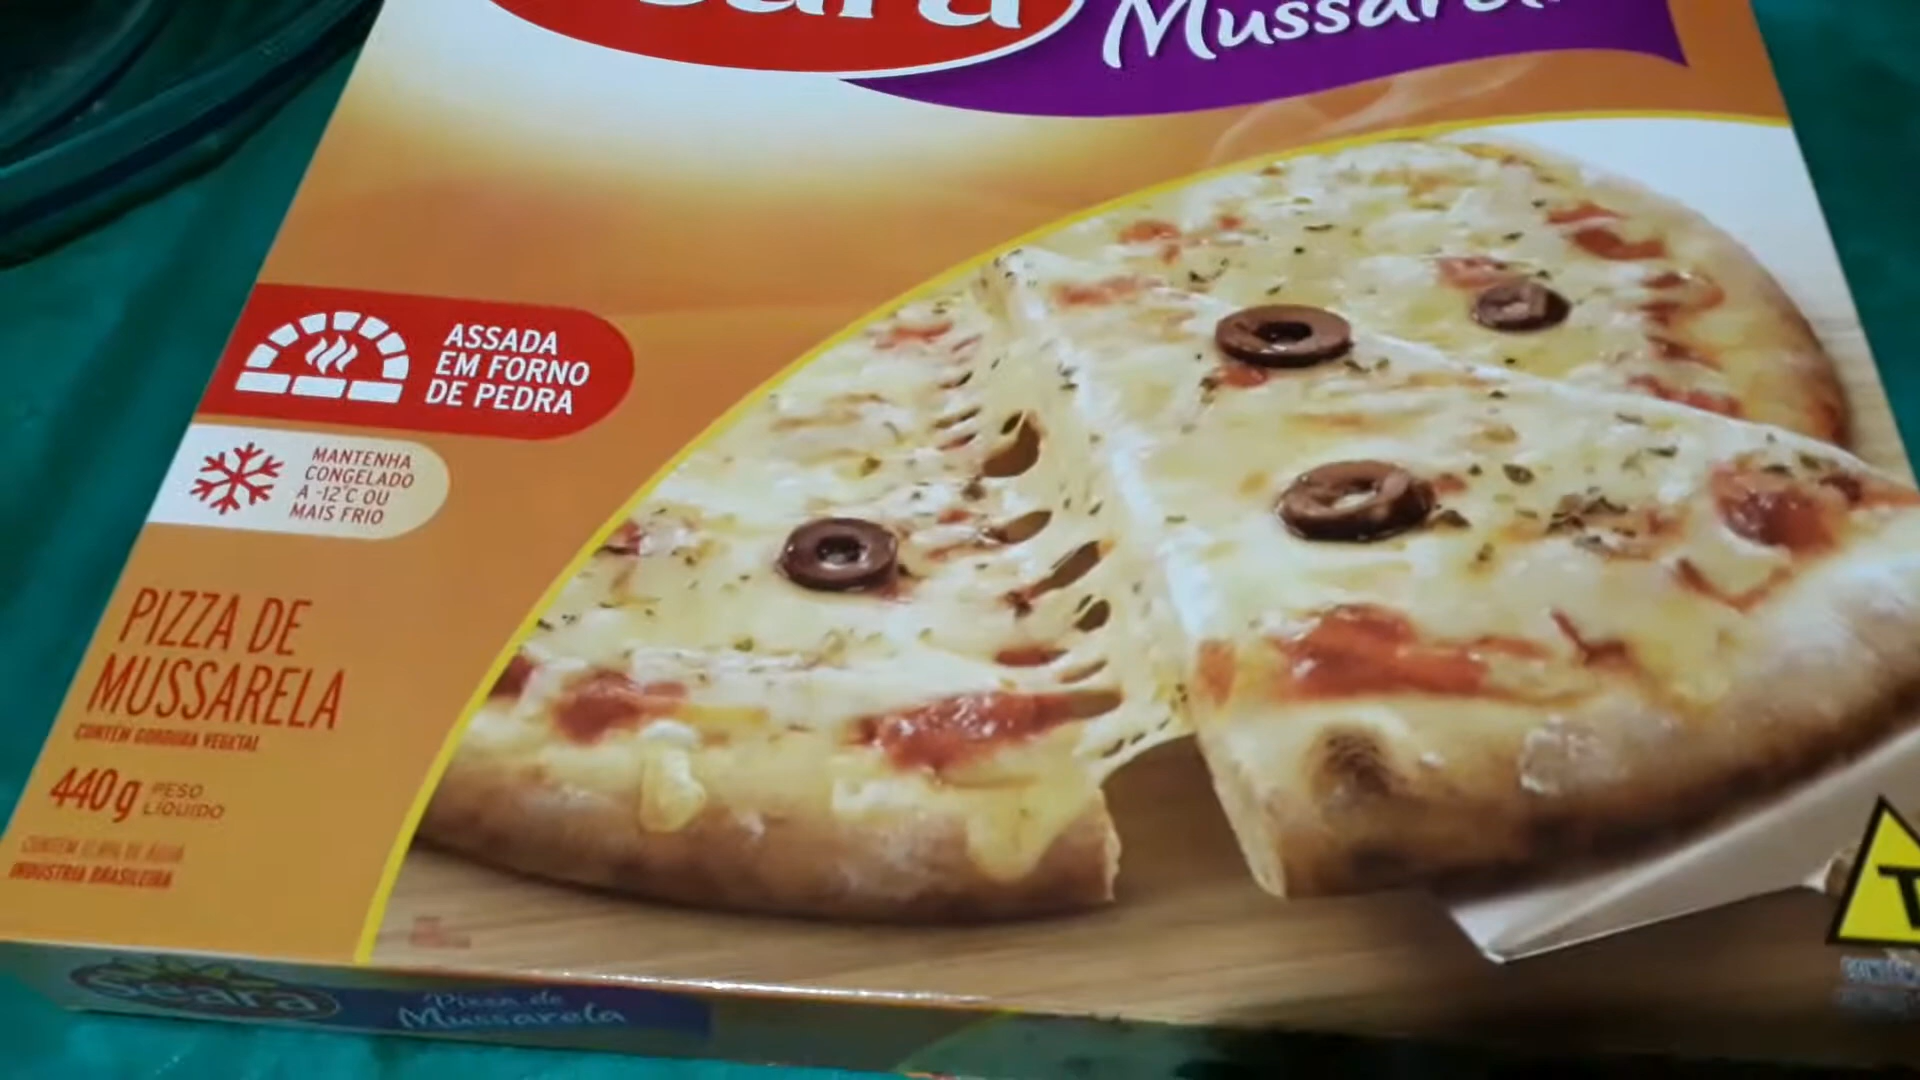 Mussarela
ASSADA
EM FORNO
DE PEDRA
MANTENHA
CONGELADO
A -12°C OU
MAIS FRIO
PIZZA DE
MUSSARELA
CONTÉM GORDURA VEGETAL
440g PESO
LÍQUIDO
INDÚSTRIA BRASILEIRA
Seara
Pizza de
Mussarela
T